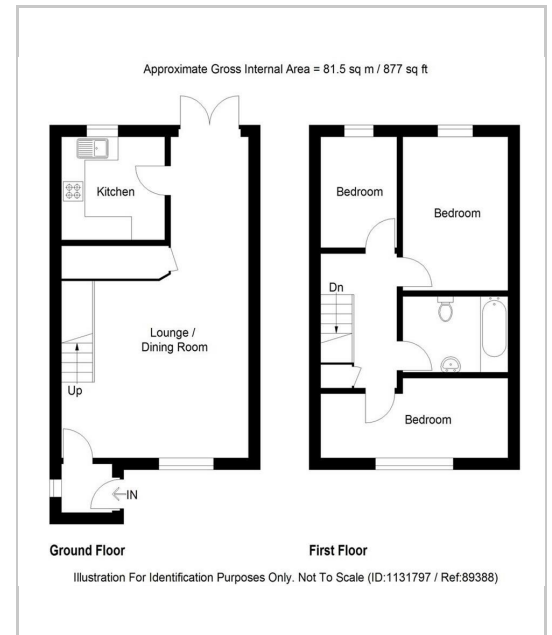 Approximate Gross Internal Area = 81.5 sq m / 877 sq ft
Kitchen
Lounge /
Dining Room
Up
IN
Ground Floor
Bedroom
Bedroom
Dn
Bedroom
First Floor
Illustration For Identification Purposes Only. Not To Scale (ID:1131797 / Ref:89388)